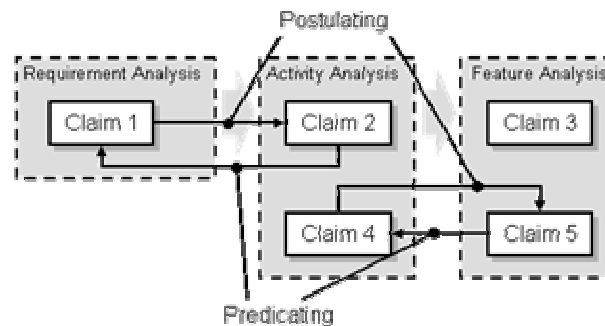 Postulating
Requirement Analysis
Activity Analysis
Feature Analysis
Claim 1
Claim 2
Claim 3
Claim 4
Claim 5
Predicating